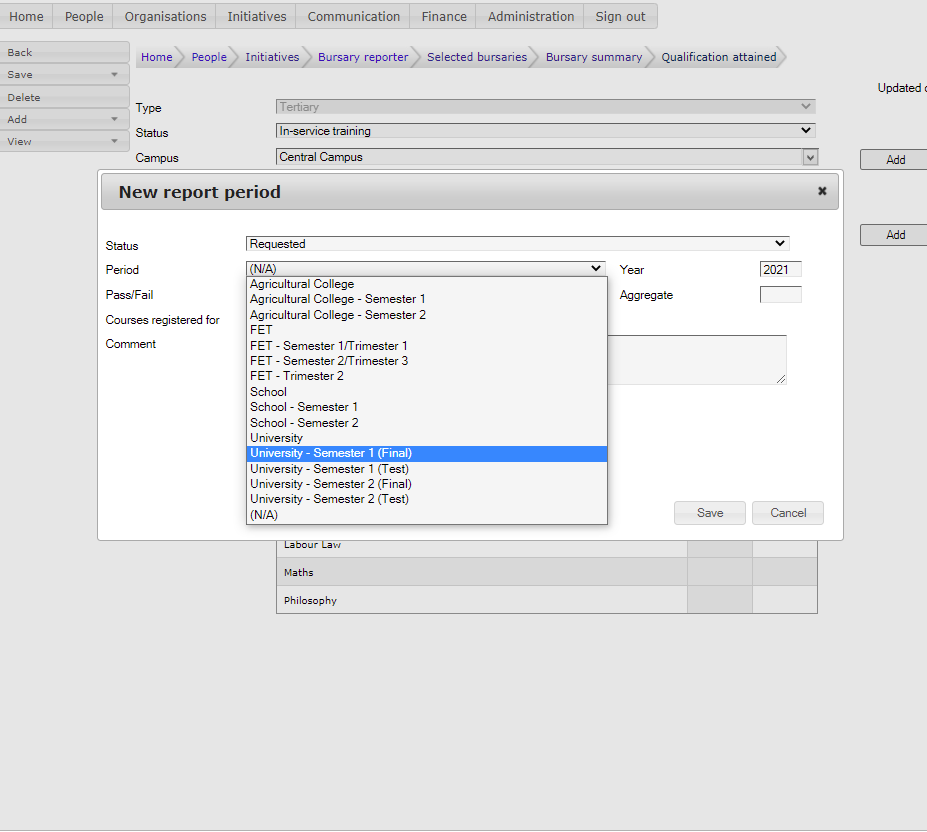 Home People Organisations Initiatives Communication Finance Administration Sign out
Back
Save
Delete
Add
View
Home People Initiatives Bursary reporter Selected bursaries Bursary summary Qualification attained
Updated
Type Tertiary
Status In-service training
Campus Central Campus
Add
New report period
Add
Status Requested
Period (N/A) Year 2021
Pass/Fail Aggregate
Courses registered for
Comment
Agricultural College
Agricultural College - Semester 1
Agricultural College - Semester 2
FET
FET - Semester 1/Trimester 1
FET - Semester 2/Trimester 3
FET - Trimester 2
School
School - Semester 1
School - Semester 2
University
University - Semester 1 (Final)
University - Semester 1 (Test)
University - Semester 2 (Final)
University - Semester 2 (Test)
(N/A)
Save Cancel
Labour Law
Maths
Philosophy